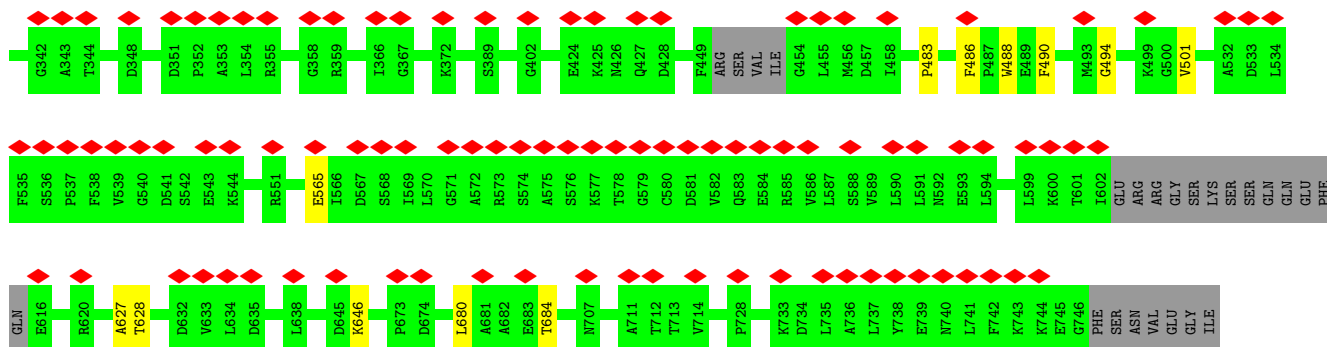 G342 A343 T344 D348 D351 P352 A353 L354 R355 G358 R359 I366 G367 K372 S389 G402 E424 K425 N426 Q427 D428 F449 ARG SER VAL ILE G454 L455 M456 D457 I458 P483 F486 P487 W488 E489 F490 M493 G494 K499 G500 V501 A532 D533 L534
F535 S536 P537 F538 V539 G540 D541 S542 E543 K544 R551 E565 I566 D567 S568 I569 L570 G571 A572 R573 S574 A575 S576 K577 T578 G579 C580 D581 V582 Q583 E584 R585 V586 L587 S588 V589 L590 L591 N592 E593 L594 L599 K600 T601 I602 GLU ARG ARG GLY SER LYS SER SER GLN GLN GLU PHE
GLN E616 R620 A627 T628 D632 V633 L634 D635 L638 D645 K646 P673 D674 L680 A681 A682 E683 T684 N707 A711 T712 T713 V714 P728 K733 D734 L735 A736 L737 Y738 E739 N740 L741 F742 K743 K744 E745 G746 PHE SER ASN VAL GLU GLY ILE